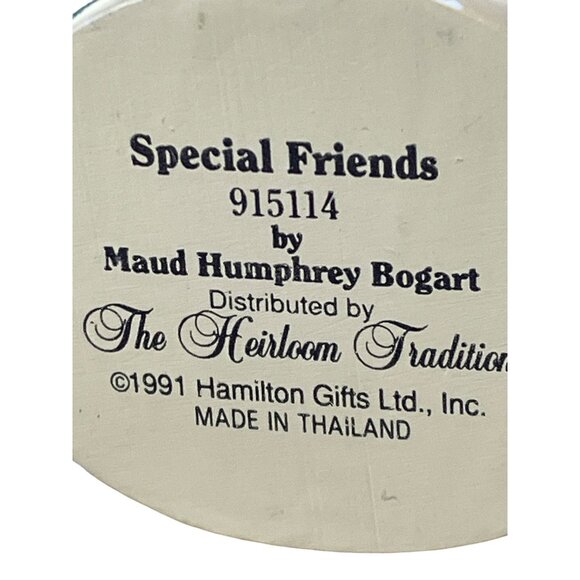 Special Friends
915114
by
Maud Humphrey Bogart
Distributed by
The Heirloom Tradition
©1991 Hamilton Gifts Ltd., Inc.
MADE IN THAILAND